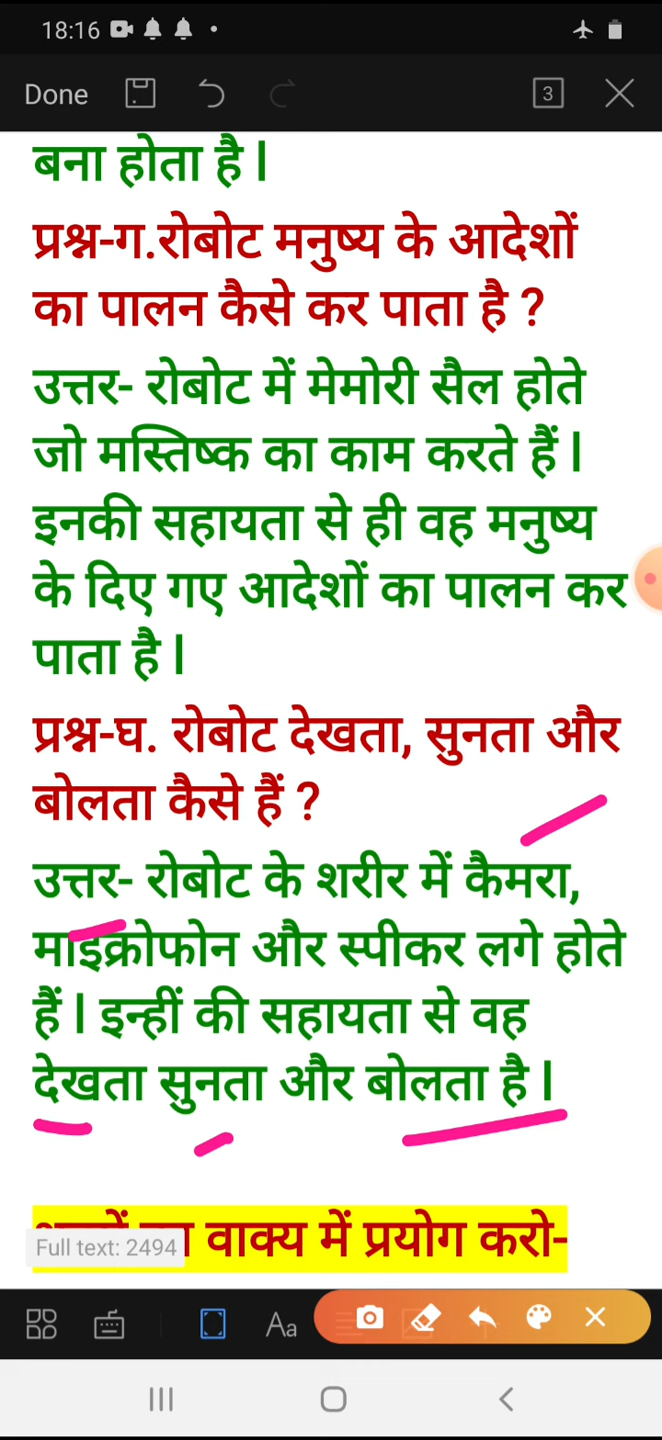 18:16
Done
3
बना होता है l
प्रश्न-ग.रोबोट मनुष्य के आदेशों
का पालन कैसे कर पाता है ?
उत्तर- रोबोट में मेमोरी सैल होते
जो मस्तिष्क का काम करते हैं l
इनकी सहायता से ही वह मनुष्य
के दिए गए आदेशों का पालन कर
पाता है l
प्रश्न-घ. रोबोट देखता, सुनता और
बोलता कैसे हैं ?
उत्तर- रोबोट के शरीर में कैमरा,
माइक्रोफोन और स्पीकर लगे होते
हैं l इन्हीं की सहायता से वह
देखता सुनता और बोलता है l
वाक्य में प्रयोग करो-
Full text: 2494
Aa